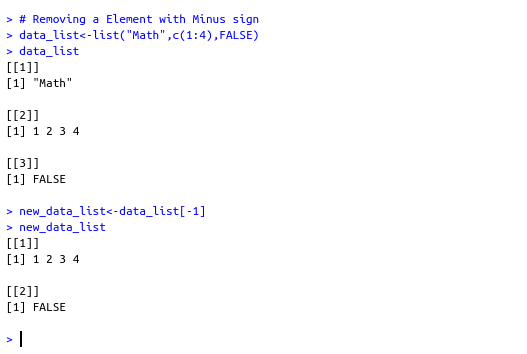 > # Removing a Element with Minus sign
> data_list<-list("Math",c(1:4),FALSE)
> data_list
[[1]]
[1] "Math"
[[2]]
[1] 1 2 3 4
[[3]]
[1] FALSE
> new_data_list<-data_list[-1]
> new_data_list
[[1]]
[1] 1 2 3 4
[[2]]
[1] FALSE
>